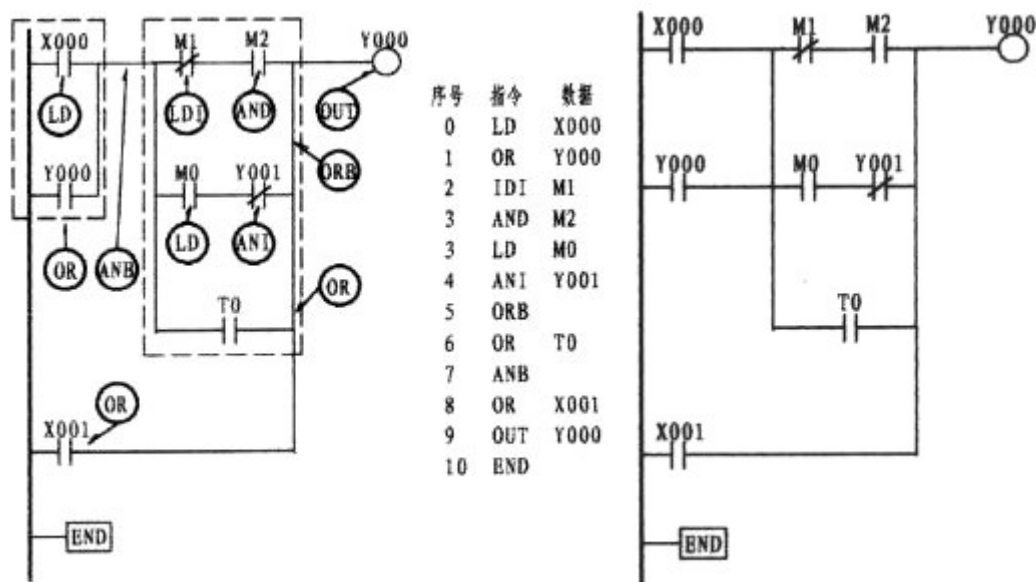 X000 M1 M2 Y000
LD LDI AND OUT
ORB
Y000 M0 Y001
LD ANI
OR ANB OR
T0
OR
X001
END
序号 指令 数据
0 LD X000
1 OR Y000
2 IDI M1
3 AND M2
3 LD M0
4 ANI Y001
5 ORB
6 OR T0
7 ANB
8 OR X001
9 OUT Y000
10 END
X000 M1 M2 Y000
Y000 M0 Y001
T0
X001
END